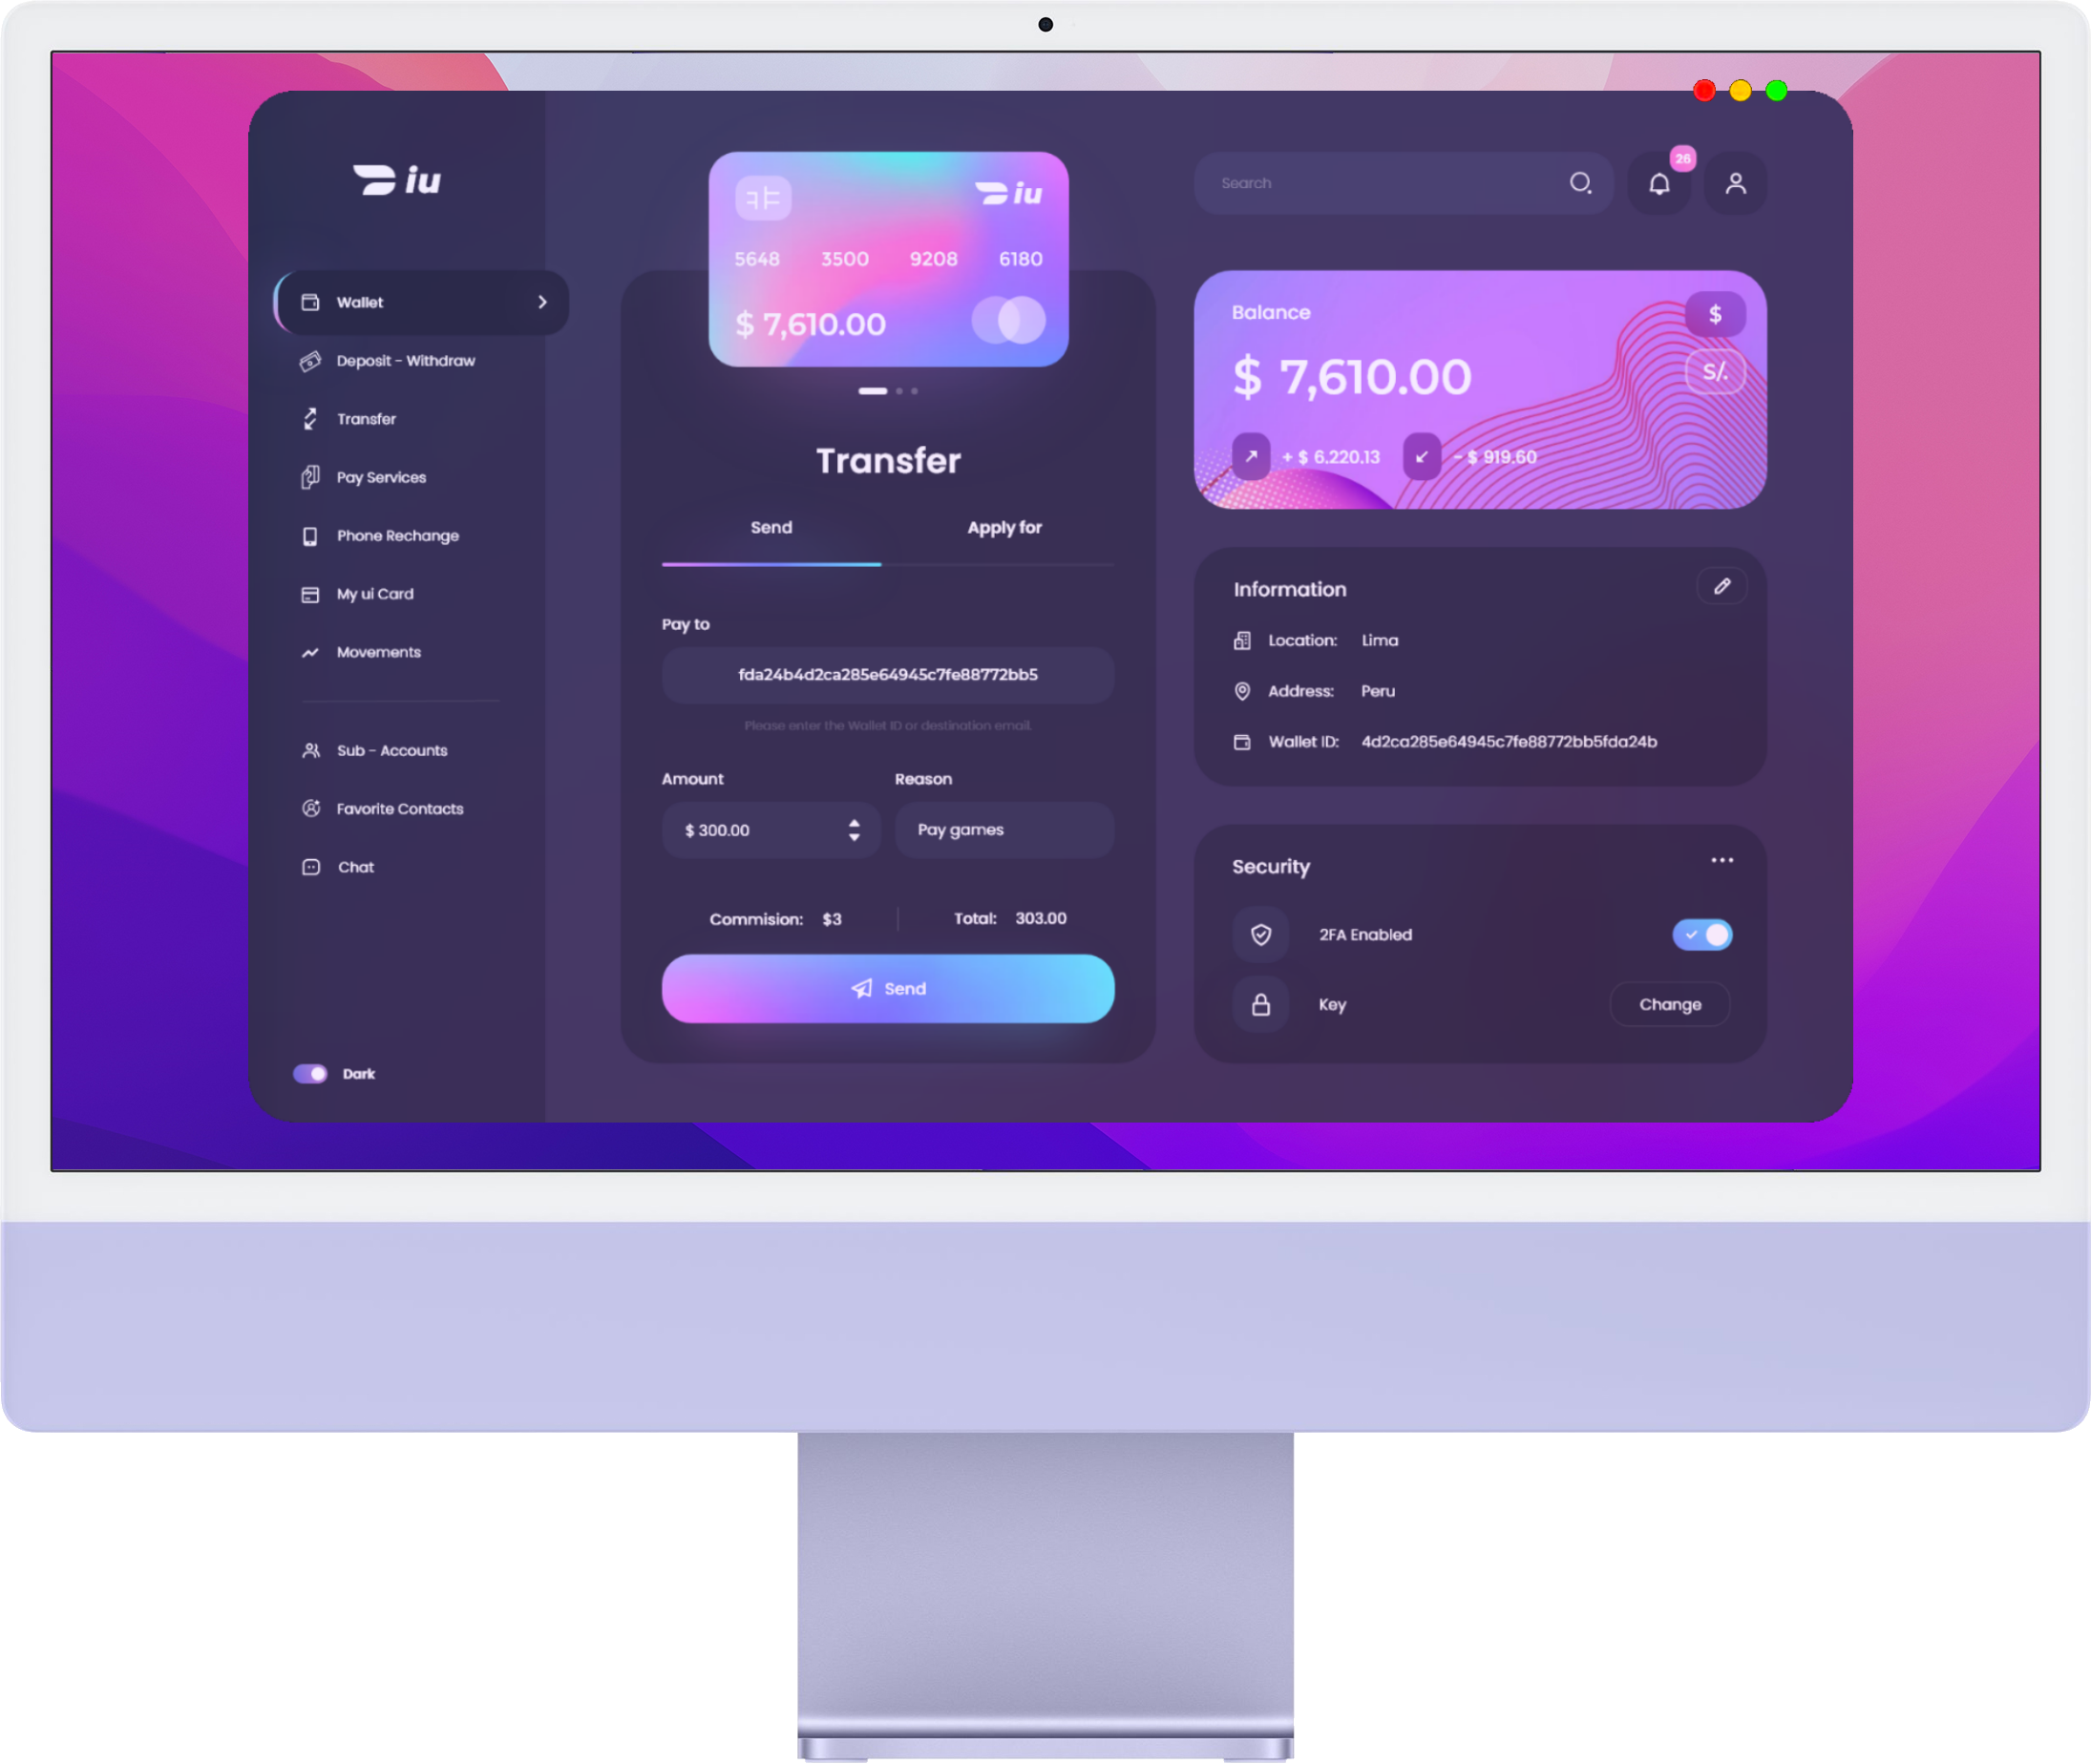 iu
Wallet
Deposit - Withdraw
Transfer
Pay Services
Phone Rechange
My ui Card
Movements
Sub - Accounts
Favorite Contacts
Chat
Dark
iu
5648 3500 9208 6180
$ 7,610.00
Transfer
Send Apply for
Pay to
fda24b4d2ca285e64945c7fe88772bb5
Please enter the Wallet ID or destination email.
Amount Reason
$ 300.00 Pay games
Commision: $3 Total: 303.00
Send
Search
26
Balance
$
$ 7,610.00
S/.
+ $ 6,220.13 - $ 919.60
Information
Location: Lima
Address: Peru
Wallet ID: 4d2ca285e64945c7fe88772bb5fda24b
Security
2FA Enabled
Key Change